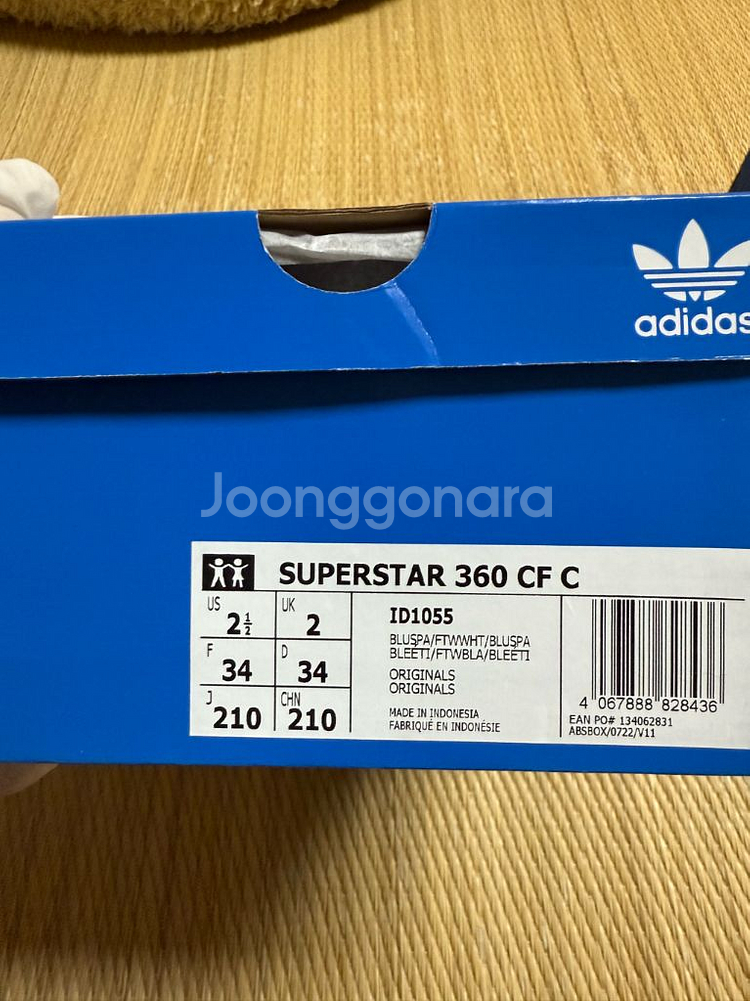 adidas
Joonggonara
SUPERSTAR 360 CF C
US 2½ UK 2
F 34 D 34
J 210 CHN 210
ID1055
BLUSPA/FTWWHT/BLUSPA
BLEETI/FTWBLA/BLEETI
ORIGINALS
ORIGINALS
MADE IN INDONESIA
FABRIQUÉ EN INDONÉSIE
4 067888 828436
EAN PO# 134062831
ABSBOX/0722/V11